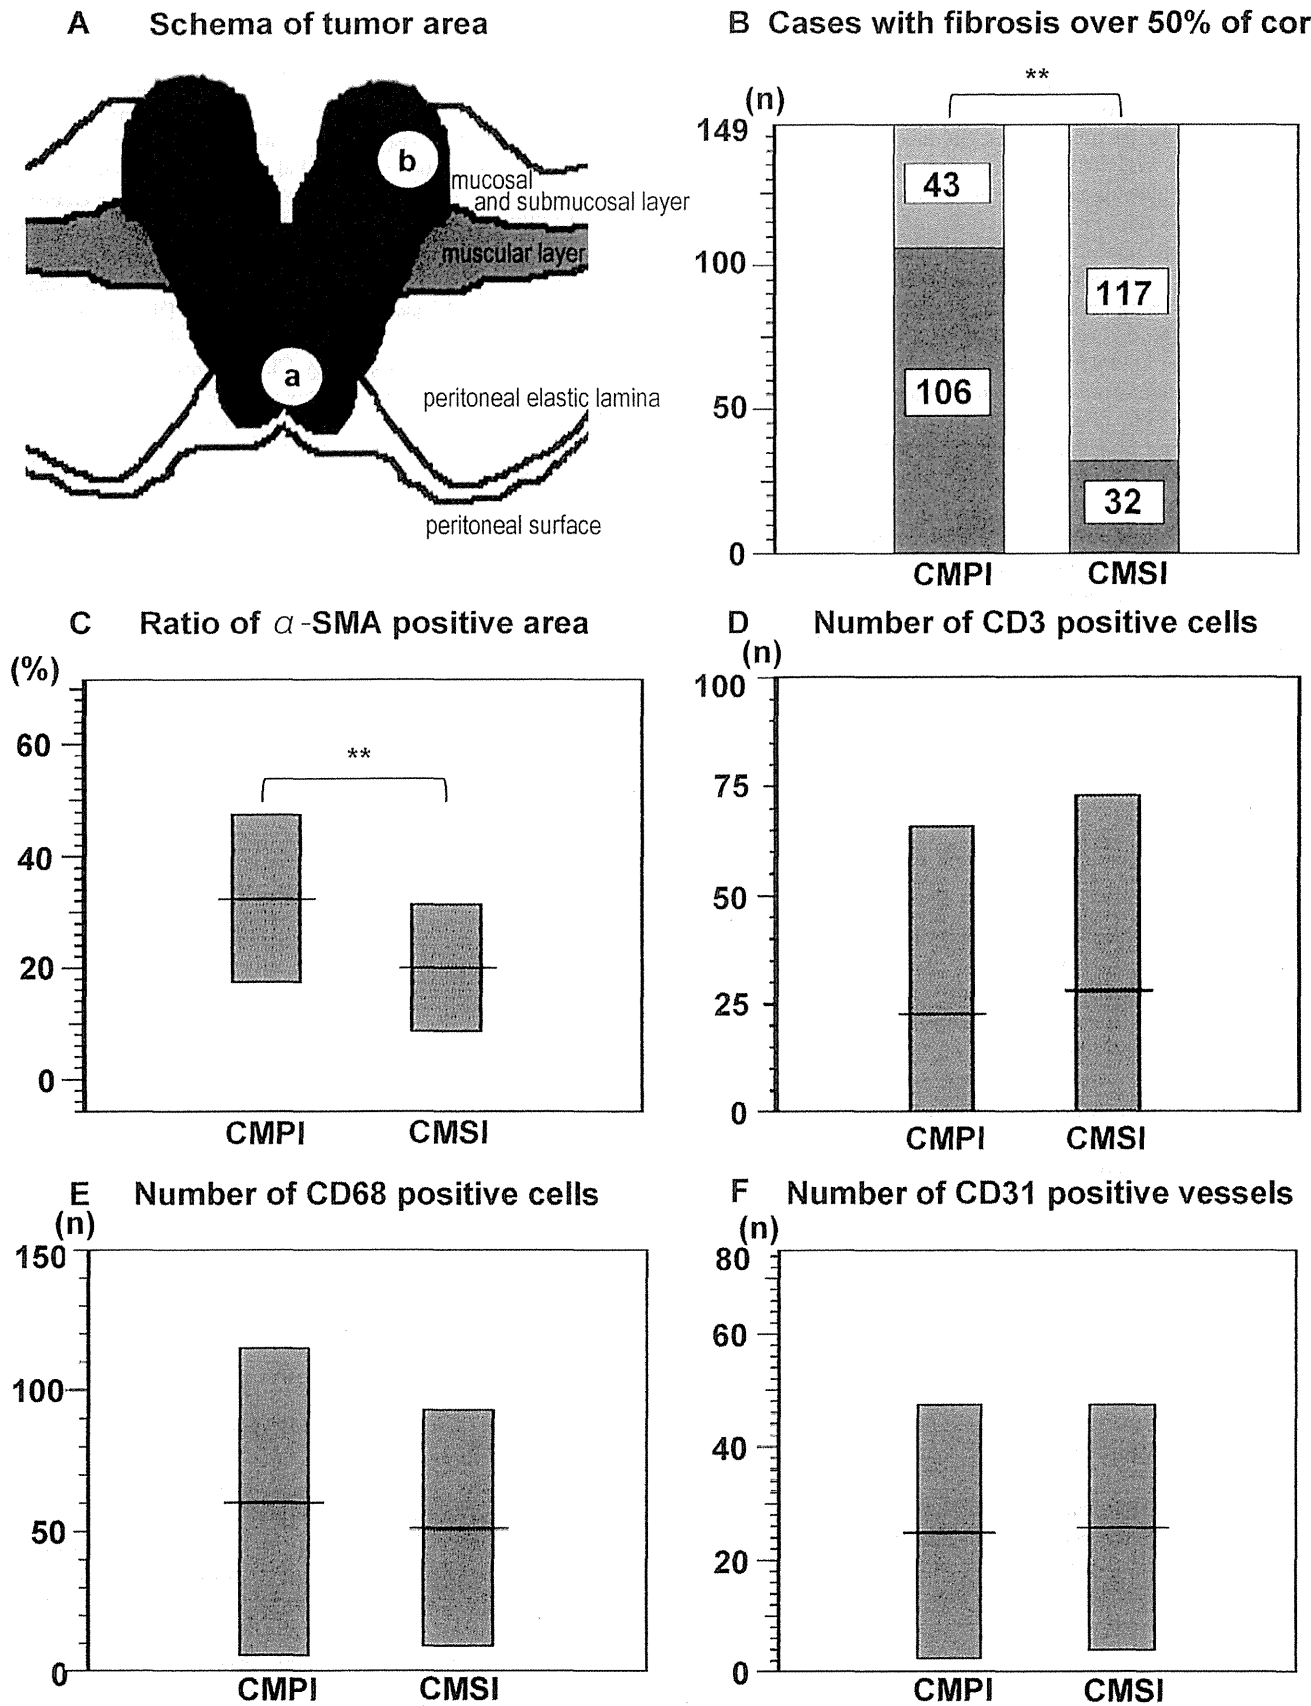 A Schema of tumor area
b
mucosal
and submucosal layer
muscular layer
a
peritoneal elastic lamina
peritoneal surface
B Cases with fibrosis over 50% of cor
(n)
**
149
100
50
0
43
106
117
32
CMPI CMSI
C Ratio of α-SMA positive area
(%)
**
60
40
20
0
CMPI CMSI
D Number of CD3 positive cells
(n)
100
75
50
25
0
CMPI CMSI
E Number of CD68 positive cells
(n)
150
100
50
0
CMPI CMSI
F Number of CD31 positive vessels
(n)
80
60
40
20
0
CMPI CMSI